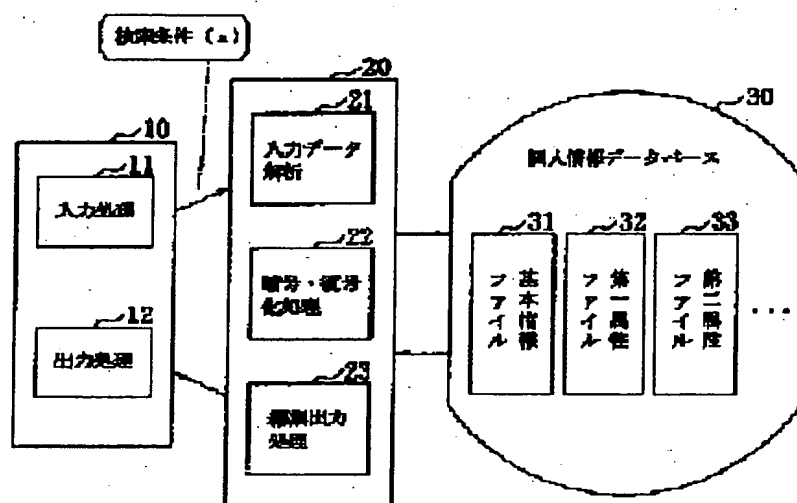 検索条件（a）
10
11
入力処理
12
出力処理
20
21
入力データ
解析
22
暗号・復号
化処理
23
編集出力
処理
30
個人情報データベース
31
基本情報
ファイル
32
第一属性
ファイル
33
第二属性
ファイル
...